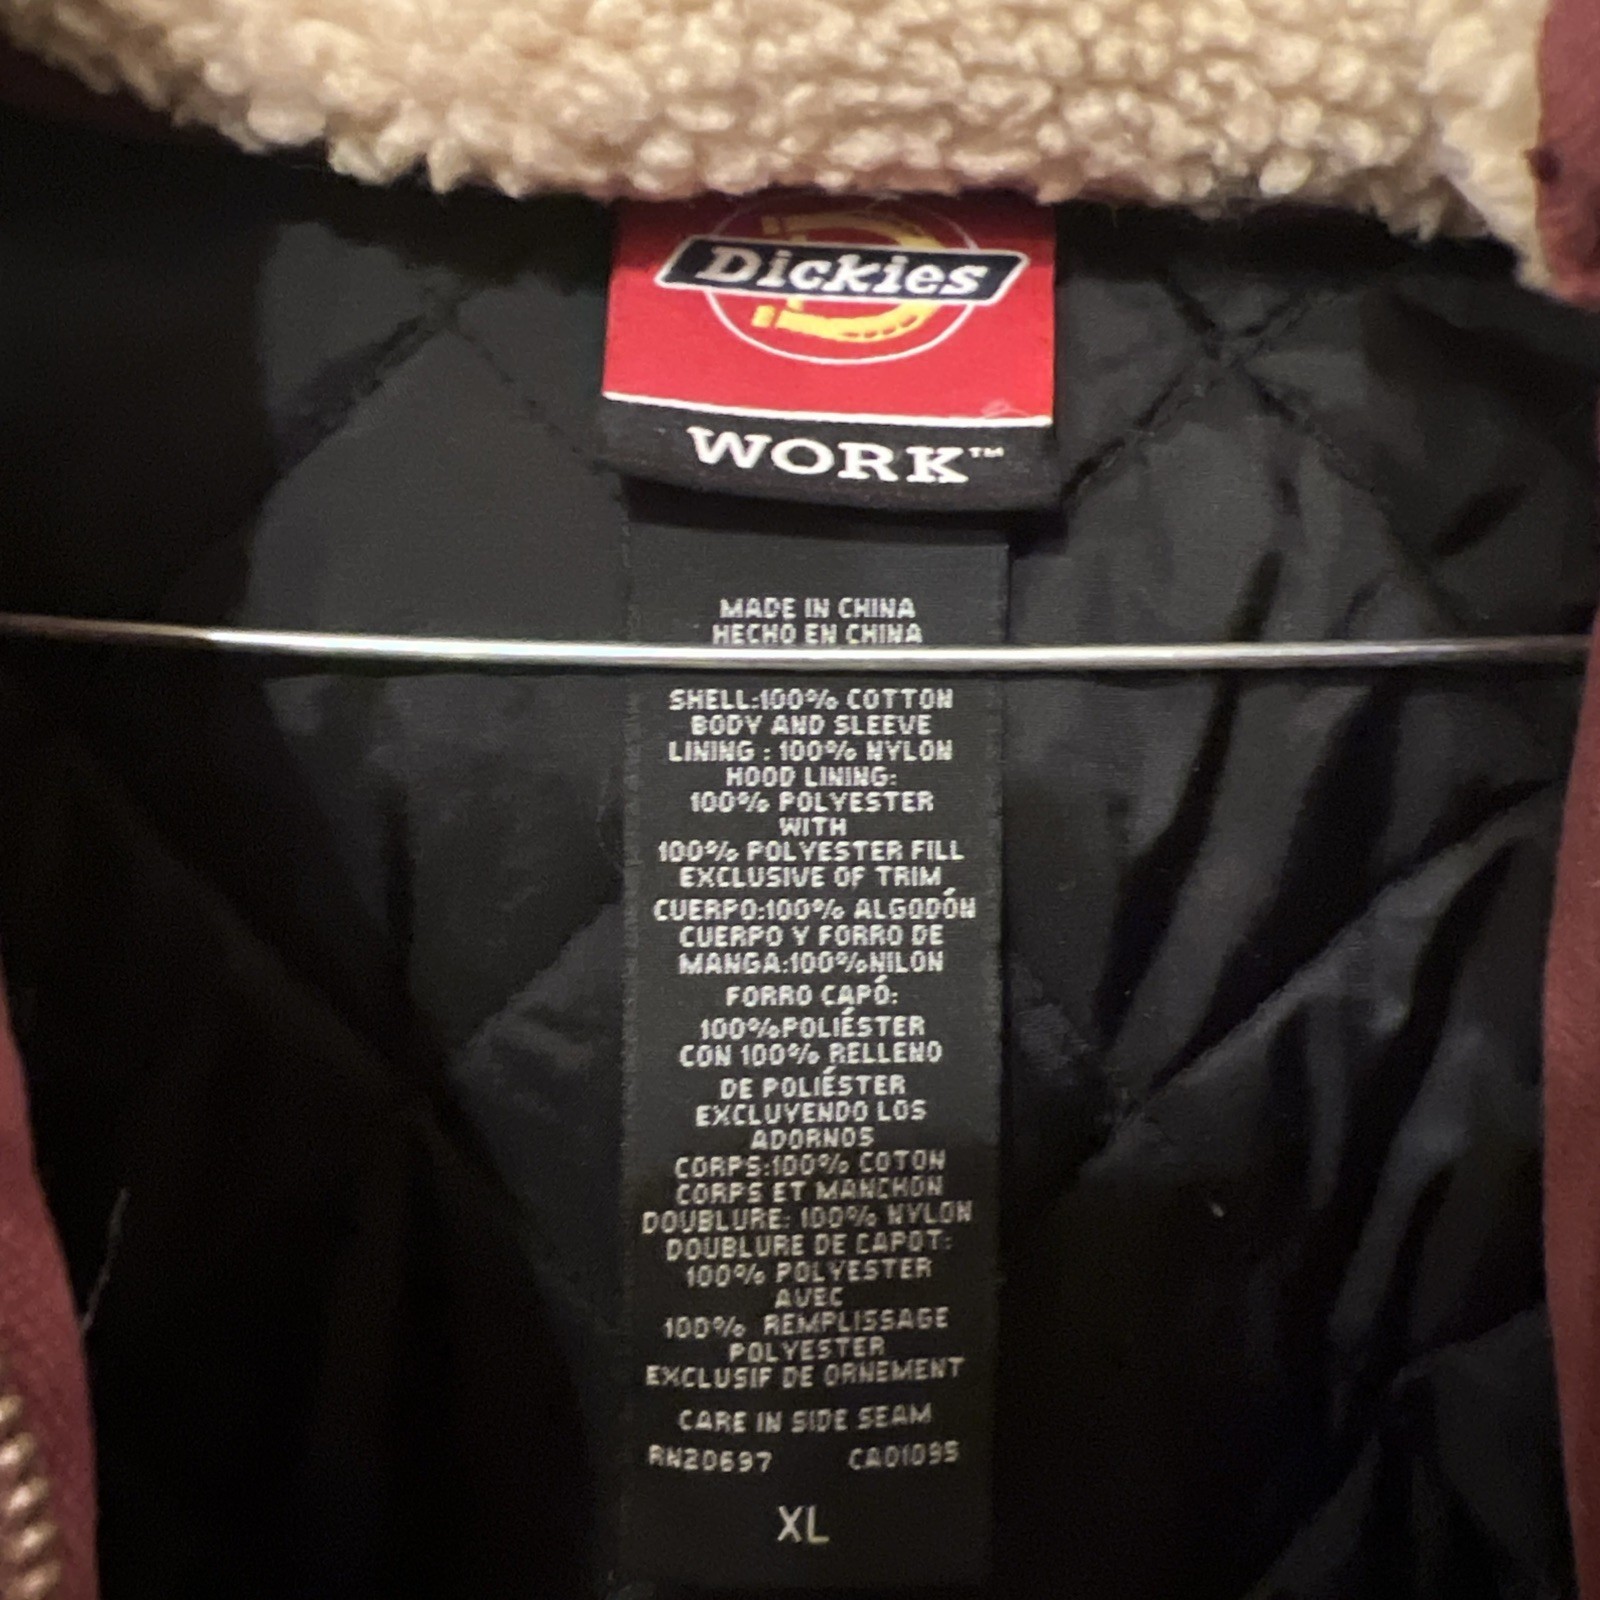 Dickies
WORK™
MADE IN CHINA
HECHO EN CHINA
SHELL:100% COTTON
BODY AND SLEEVE
LINING : 100% NYLON
HOOD LINING:
100% POLYESTER
WITH
100% POLYESTER FILL
EXCLUSIVE OF TRIM
CUERPO:100% ALGODÓN
CUERPO Y FORRO DE
MANGA:100%NILON
FORRO CAPÓ:
100%POLIÉSTER
CON 100% RELLENO
DE POLIÉSTER
EXCLUYENDO LOS
ADORNOS
CORPS:100% COTON
CORPS ET MANCHON
DOUBLURE: 100% NYLON
DOUBLURE DE CAPOT:
100% POLYESTER
AVEC
100% REMPLISSAGE
POLYESTER
EXCLUSIF DE ORNEMENT
CARE IN SIDE SEAM
RN20697 CA01095
XL